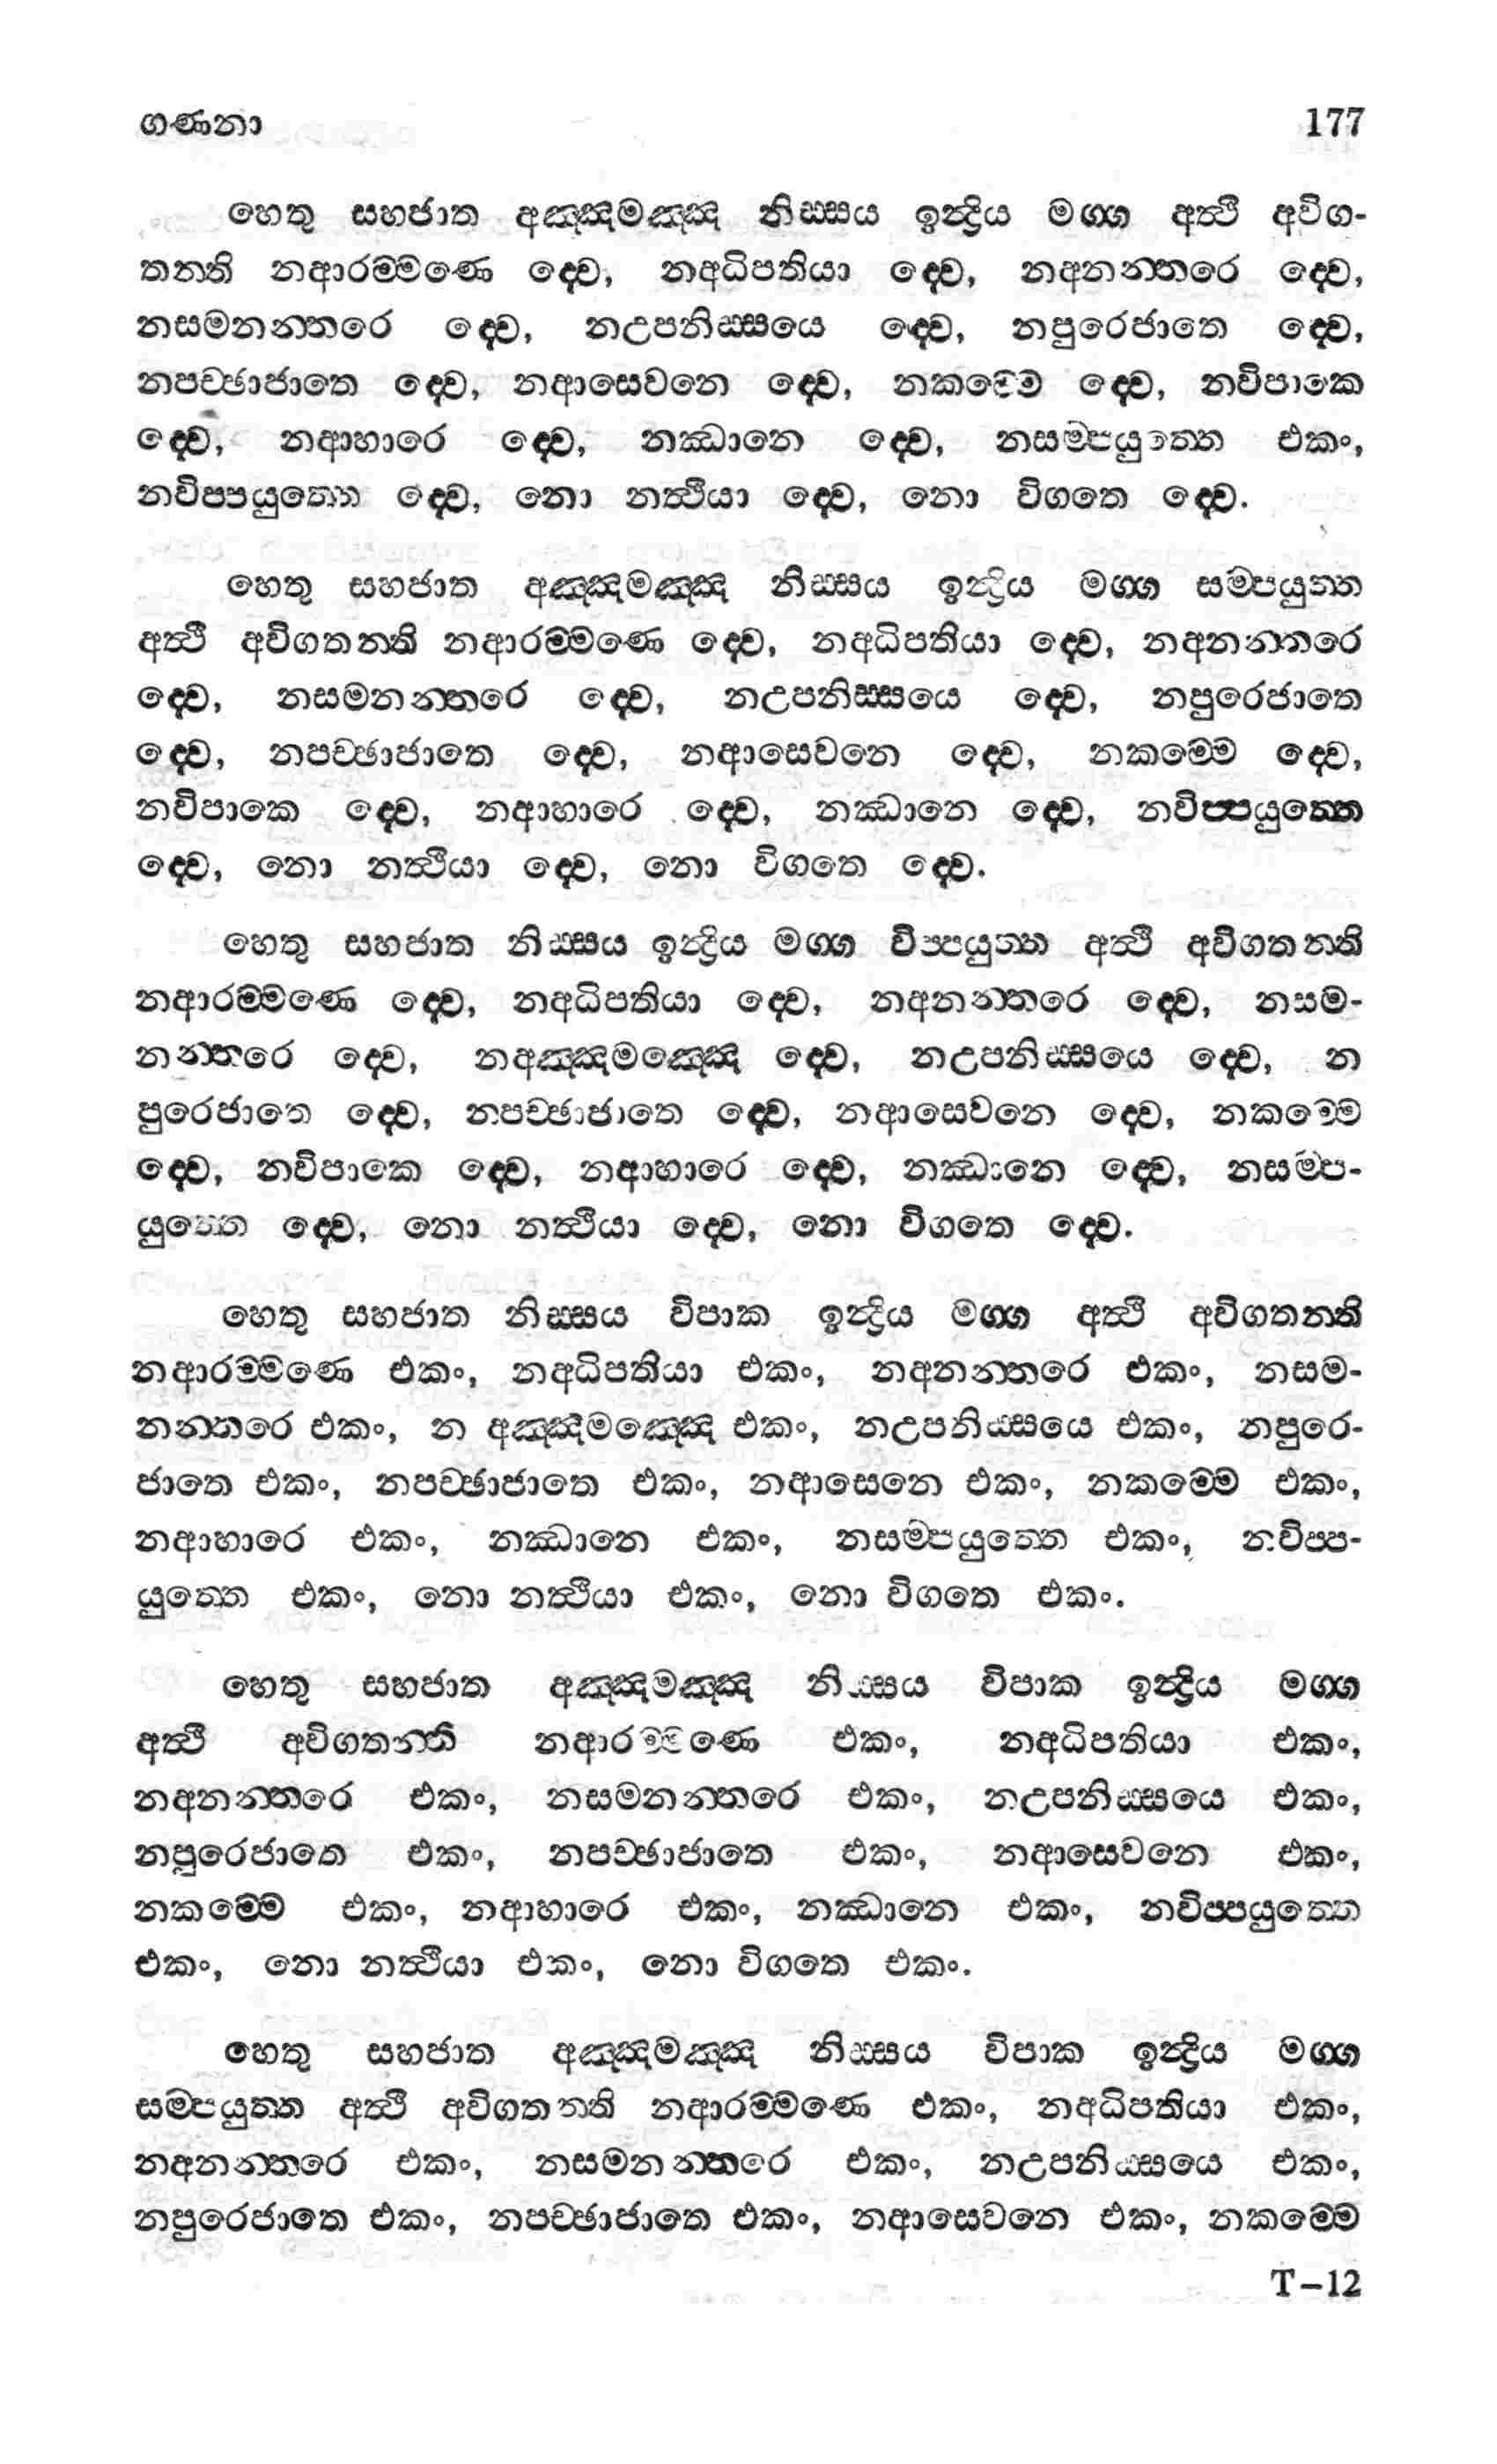 ගණනා 177
හෙතු සහජාත අඤ්ඤමඤ්ඤ නිස්සය ඉන්ද්‍රිය මග්ග අත්ථි අවිග-
තන්ති නආරම්මණෙ ද්වෙ, නඅධිපතියා ද්වෙ, නඅනන්තරෙ ද්වෙ,
නසමනන්තරෙ ද්වෙ, නඋපනිස්සයෙ ද්වෙ, නපුරෙජාතෙ ද්වෙ,
නපච්ඡාජාතෙ ද්වෙ, නආසෙවනෙ ද්වෙ, නකම්මෙ ද්වෙ, නවිපාකෙ
ද්වෙ, නආහාරෙ ද්වෙ, නඣානෙ ද්වෙ, නසම්පයුත්ත එකං,
නවිප්පයුත්තෙ ද්වෙ, නො නත්ථියා ද්වෙ, නො විගතෙ ද්වෙ.
හෙතු සහජාත අඤ්ඤමඤ්ඤ නිස්සය ඉන්ද්‍රිය මග්ග සම්පයුත්ත
අත්ථි අවිගතන්ති නආරම්මණෙ ද්වෙ, නඅධිපතියා ද්වෙ, නඅනන්තරෙ
ද්වෙ, නසමනන්තරෙ ද්වෙ, නඋපනිස්සයෙ ද්වෙ, නපුරෙජාතෙ
ද්වෙ, නපච්ඡාජාතෙ ද්වෙ, නආසෙවනෙ ද්වෙ, නකම්මෙ ද්වෙ,
නවිපාකෙ ද්වෙ, නආහාරෙ ද්වෙ, නඣානෙ ද්වෙ, නවිප්පයුත්තෙ
ද්වෙ, නො නත්ථියා ද්වෙ, නො විගතෙ ද්වෙ.
හෙතු සහජාත නිස්සය ඉන්ද්‍රිය මග්ග විප්පයුත්ත අත්ථි අවිගතන්ති
නආරම්මණෙ ද්වෙ, නඅධිපතියා ද්වෙ, නඅනන්තරෙ ද්වෙ, නසම-
නන්තරෙ ද්වෙ, නඅඤ්ඤමඤ්ඤෙ ද්වෙ, නඋපනිස්සයෙ ද්වෙ, න
පුරෙජාතෙ ද්වෙ, නපච්ඡාජාතෙ ද්වෙ, නආසෙවනෙ ද්වෙ, නකම්මෙ
ද්වෙ, නවිපාකෙ ද්වෙ, නආහාරෙ ද්වෙ, නඣානෙ ද්වෙ, නසම්ප-
යුත්තෙ ද්වෙ, නො නත්ථියා ද්වෙ, නො විගතෙ ද්වෙ.
හෙතු සහජාත නිස්සය විපාක ඉන්ද්‍රිය මග්ග අත්ථි අවිගතන්ති
නආරම්මණෙ එකං, නඅධිපතියා එකං, නඅනන්තරෙ එකං, නසම-
නන්තරෙ එකං, න අඤ්ඤමඤ්ඤෙ එකං, නඋපනිස්සයෙ එකං, නපුරෙ-
ජාතෙ එකං, නපච්ඡාජාතෙ එකං, නආසෙනෙ එකං, නකම්මෙ එකං,
නආහාරෙ එකං, නඣානෙ එකං, නසම්පයුත්තෙ එකං, නවිප්ප-
යුත්තෙ එකං, නො නත්ථියා එකං, නො විගතෙ එකං.
හෙතු සහජාත අඤ්ඤමඤ්ඤ නිස්සය විපාක ඉන්ද්‍රිය මග්ග
අත්ථි අවිගතන්ති නආරම්මණෙ එකං, නඅධිපතියා එකං,
නඅනන්තරෙ එකං, නසමනන්තරෙ එකං, නඋපනිස්සයෙ එකං,
නපුරෙජාතෙ එකං, නපච්ඡාජාතෙ එකං, නආසෙවනෙ එකං,
නකම්මෙ එකං, නආහාරෙ එකං, නඣානෙ එකං, නවිප්පයුත්තෙ
එකං, නො නත්ථියා එකං, නො විගතෙ එකං.
හෙතු සහජාත අඤ්ඤමඤ්ඤ නිස්සය විපාක ඉන්ද්‍රිය මග්ග
සම්පයුත්ත අත්ථි අවිගතන්ති නආරම්මණෙ එකං, නඅධිපතියා එකං,
නඅනන්තරෙ එකං, නසමනන්තරෙ එකං, නඋපනිස්සයෙ එකං,
නපුරෙජාතෙ එකං, නපච්ඡාජාතෙ එකං, නආසෙවනෙ එකං, නකම්මෙ
T–12